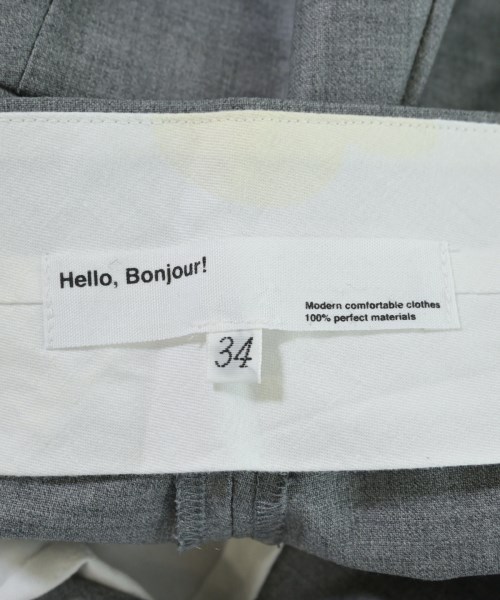 Hello, Bonjour!
Modern comfortable clothes
100% perfect materials
34